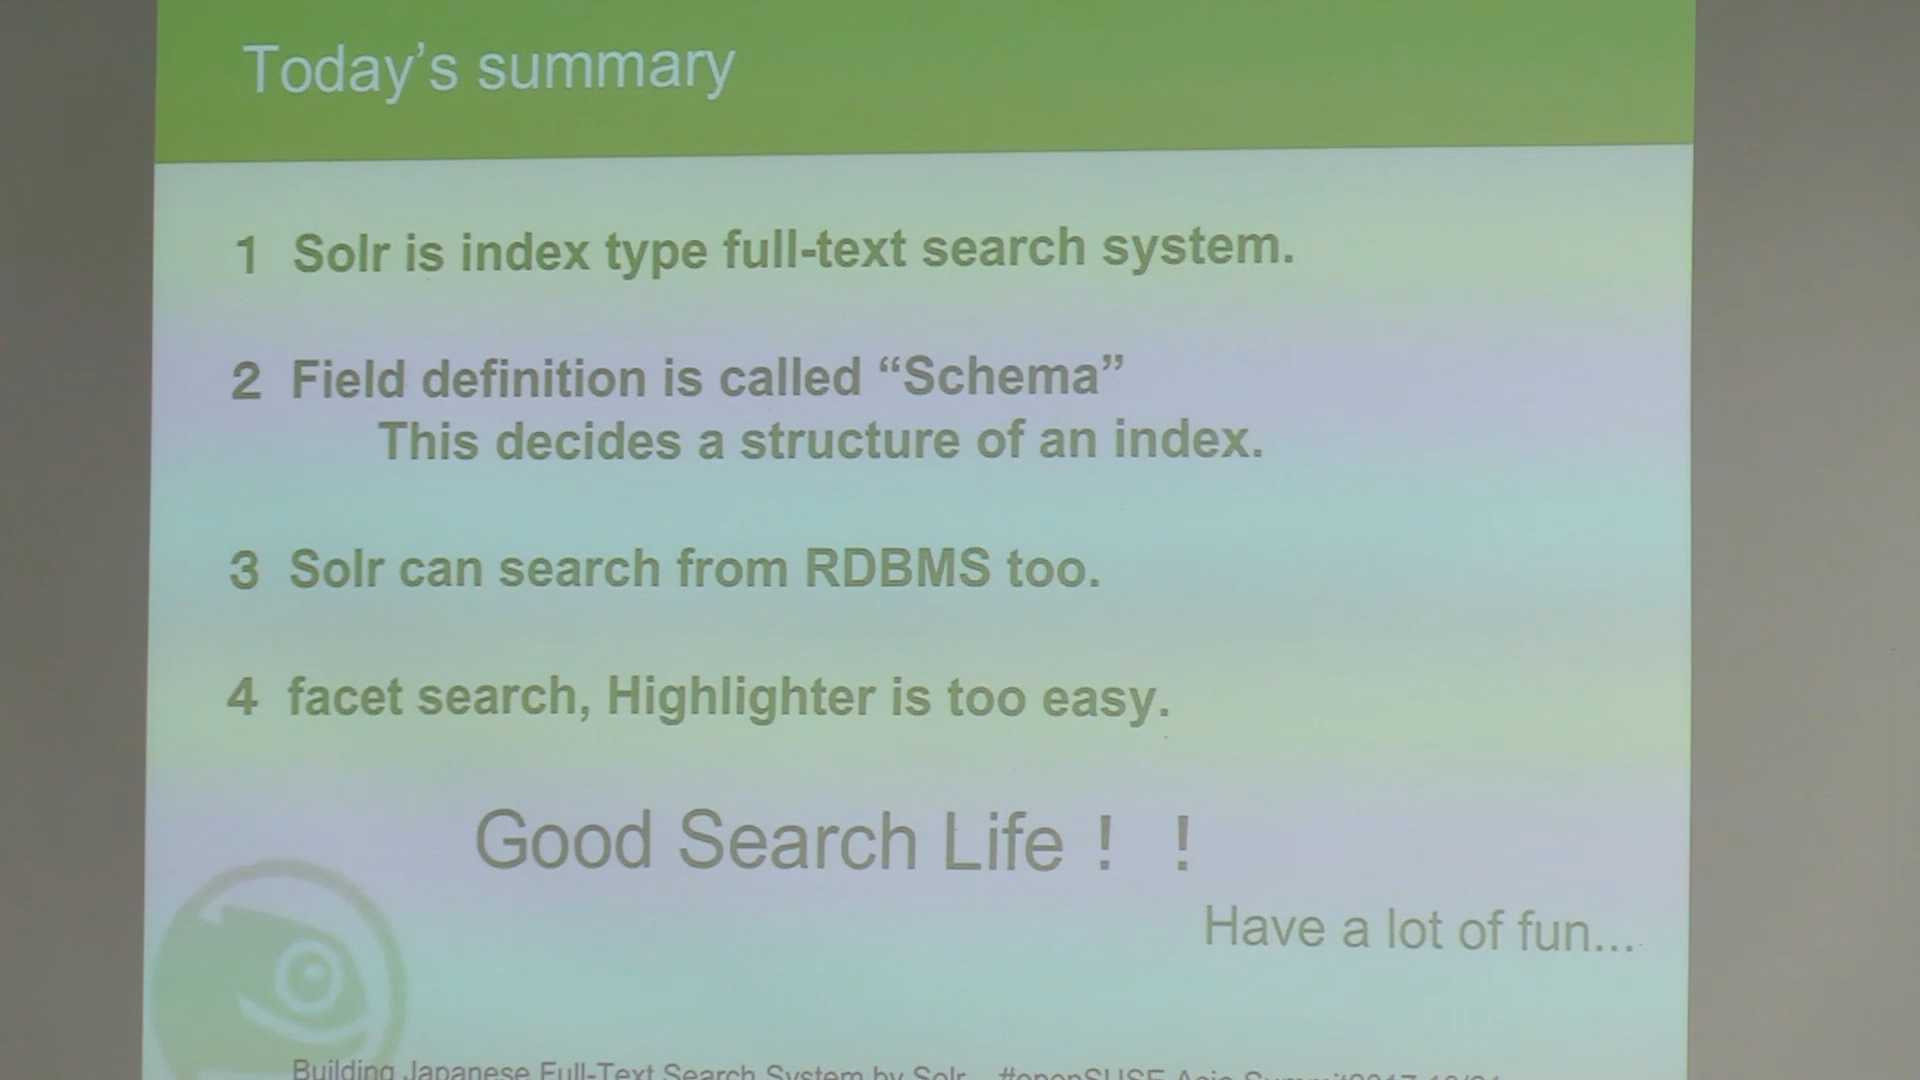 Today’s summary
1 Solr is index type full-text search system.
2 Field definition is called “Schema”
This decides a structure of an index.
3 Solr can search from RDBMS too.
4 facet search, Highlighter is too easy.
Good Search Life！ ！
Have a lot of fun...
Building Japanese Full-Text Search System by Solr #openSUSE Asia Summit2017